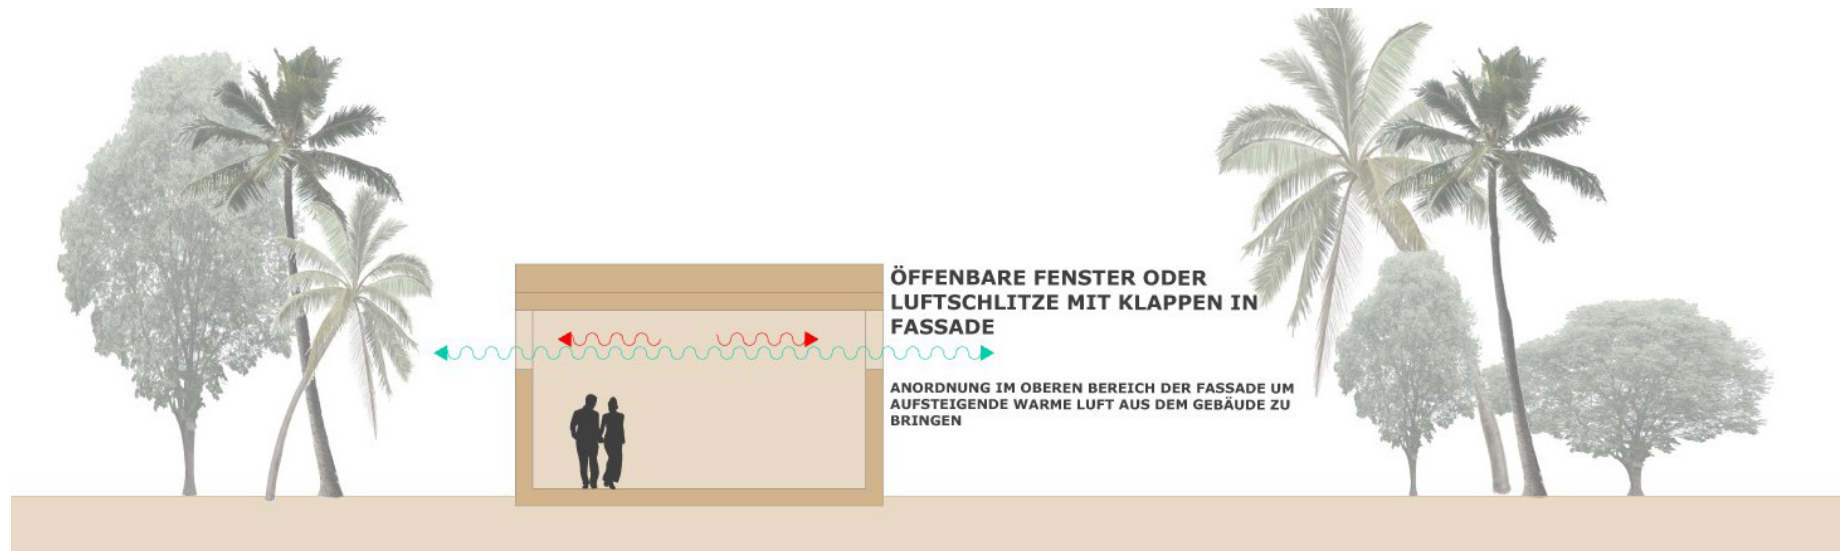 ÖFFENBARE FENSTER ODER
LUFTSCHLITZE MIT KLAPPEN IN
FASSADE
ANORDNUNG IM OBEREN BEREICH DER FASSADE UM
AUFSTEIGENDE WARME LUFT AUS DEM GEBÄUDE ZU
BRINGEN